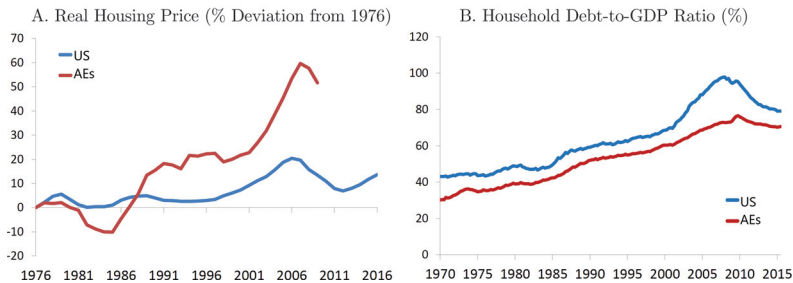 A. Real Housing Price (% Deviation from 1976)
70
60
50
40
30
20
10
0
-10
-20
US
AEs
1976 1981 1986 1991 1996 2001 2006 2011 2016
B. Household Debt-to-GDP Ratio (%)
120
100
80
60
40
20
0
US
AEs
1970 1975 1980 1985 1990 1995 2000 2005 2010 2015